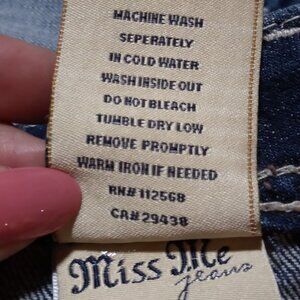 MACHINE WASH
SEPERATELY
IN COLD WATER
WASH INSIDE OUT
DO NOT BLEACH
TUMBLE DRY LOW
REMOVE PROMPTLY
WARM IRON IF NEEDED
RN# 112568
CA# 29438
Miss Me
jeans